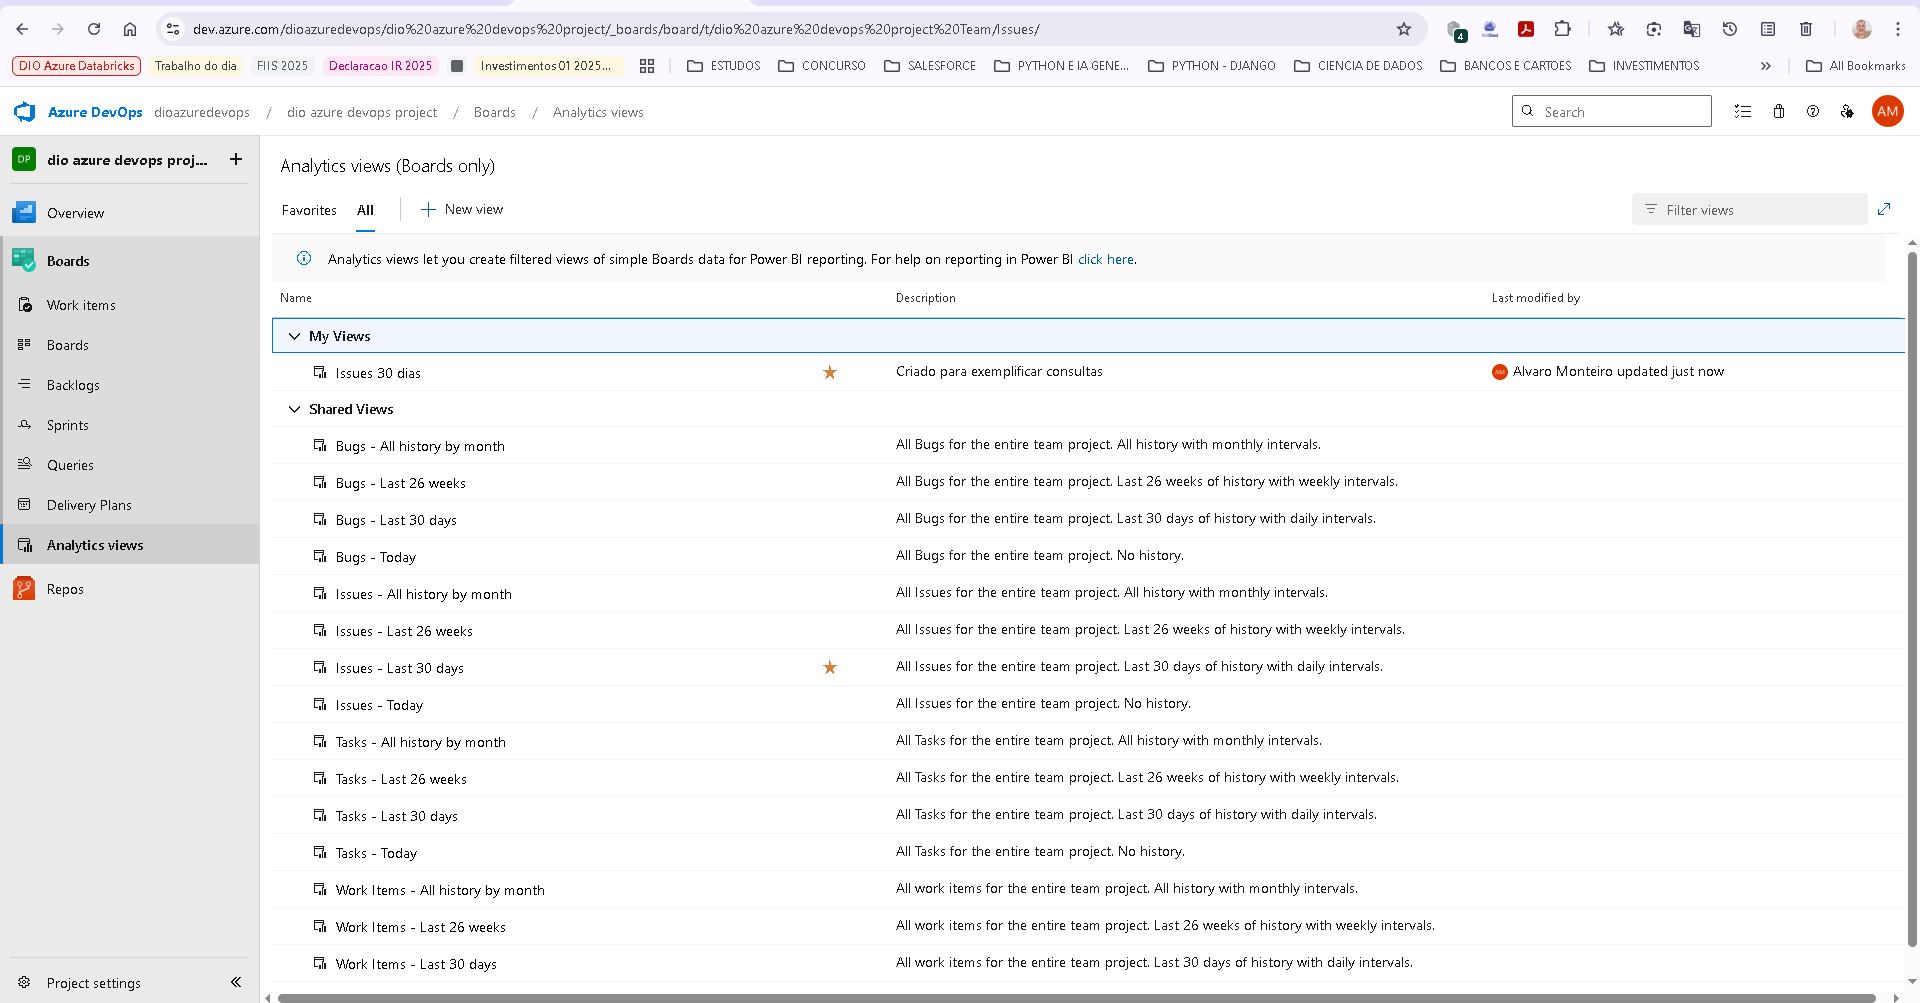 dev.azure.com/dioazuredevops/dio%20azure%20devops%20project/_boards/board/t/dio%20azure%20devops%20project%20Team/Issues/
4
DIO Azure Databricks Trabalho do dia FIIS 2025 Declaracao IR 2025 Investimentos 01 2025... ESTUDOS CONCURSO SALESFORCE PYTHON E IA GENE... PYTHON - DJANGO CIENCIA DE DADOS BANCOS E CARTOES INVESTIMENTOS » All Bookmarks
Azure DevOps dioazuredevops / dio azure devops project / Boards / Analytics views Search AM
DP dio azure devops proj... +
Overview
Boards
Work items
Boards
Backlogs
Sprints
Queries
Delivery Plans
Analytics views
Repos
Project settings
Analytics views (Boards only)
Favorites All + New view Filter views
Analytics views let you create filtered views of simple Boards data for Power BI reporting. For help on reporting in Power BI click here.
Name Description Last modified by
My Views
Issues 30 dias Criado para exemplificar consultas AM Alvaro Monteiro updated just now
Shared Views
Bugs - All history by month All Bugs for the entire team project. All history with monthly intervals.
Bugs - Last 26 weeks All Bugs for the entire team project. Last 26 weeks of history with weekly intervals.
Bugs - Last 30 days All Bugs for the entire team project. Last 30 days of history with daily intervals.
Bugs - Today All Bugs for the entire team project. No history.
Issues - All history by month All Issues for the entire team project. All history with monthly intervals.
Issues - Last 26 weeks All Issues for the entire team project. Last 26 weeks of history with weekly intervals.
Issues - Last 30 days All Issues for the entire team project. Last 30 days of history with daily intervals.
Issues - Today All Issues for the entire team project. No history.
Tasks - All history by month All Tasks for the entire team project. All history with monthly intervals.
Tasks - Last 26 weeks All Tasks for the entire team project. Last 26 weeks of history with weekly intervals.
Tasks - Last 30 days All Tasks for the entire team project. Last 30 days of history with daily intervals.
Tasks - Today All Tasks for the entire team project. No history.
Work Items - All history by month All work items for the entire team project. All history with monthly intervals.
Work Items - Last 26 weeks All work items for the entire team project. Last 26 weeks of history with weekly intervals.
Work Items - Last 30 days All work items for the entire team project. Last 30 days of history with daily intervals.